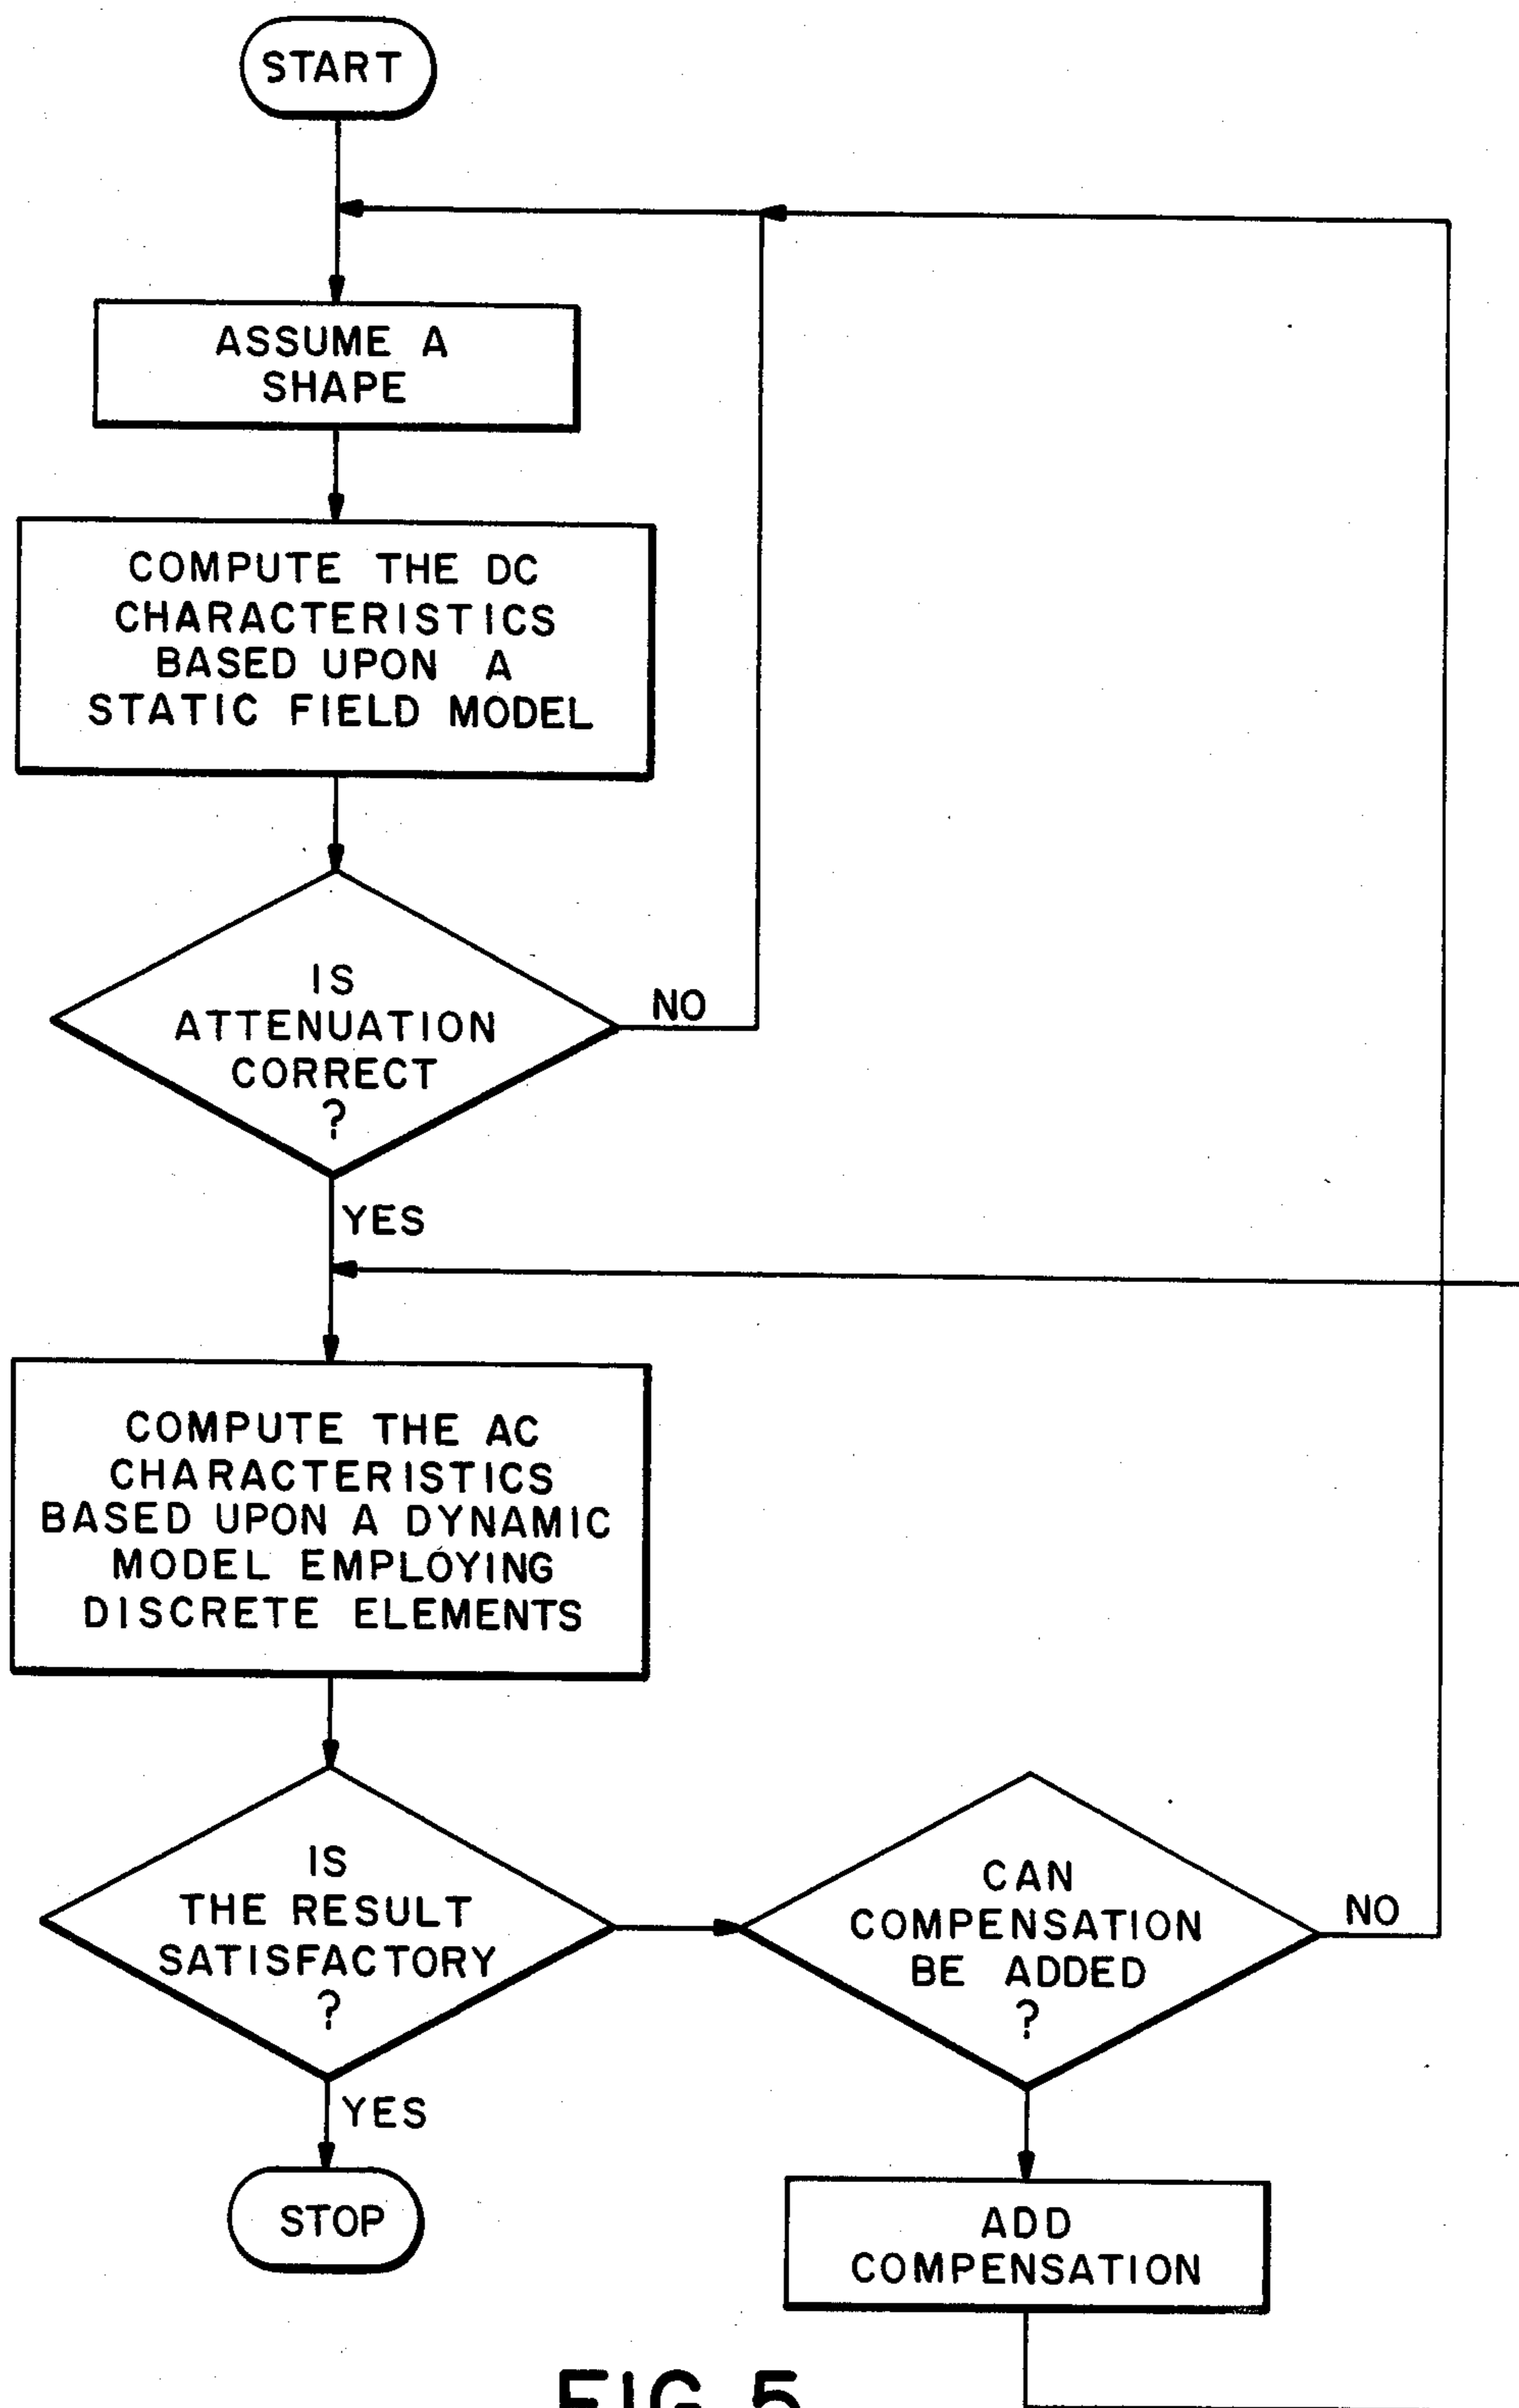 START
ASSUME A
SHAPE
COMPUTE THE DC
CHARACTERISTICS
BASED UPON A
STATIC FIELD MODEL
IS
ATTENUATION
CORRECT
?
NO
YES
COMPUTE THE AC
CHARACTERISTICS
BASED UPON A DYNAMIC
MODEL EMPLOYING
DISCRETE ELEMENTS
IS
THE RESULT
SATISFACTORY
?
YES
STOP
CAN
COMPENSATION
BE ADDED
?
NO
ADD
COMPENSATION
FIG. 5